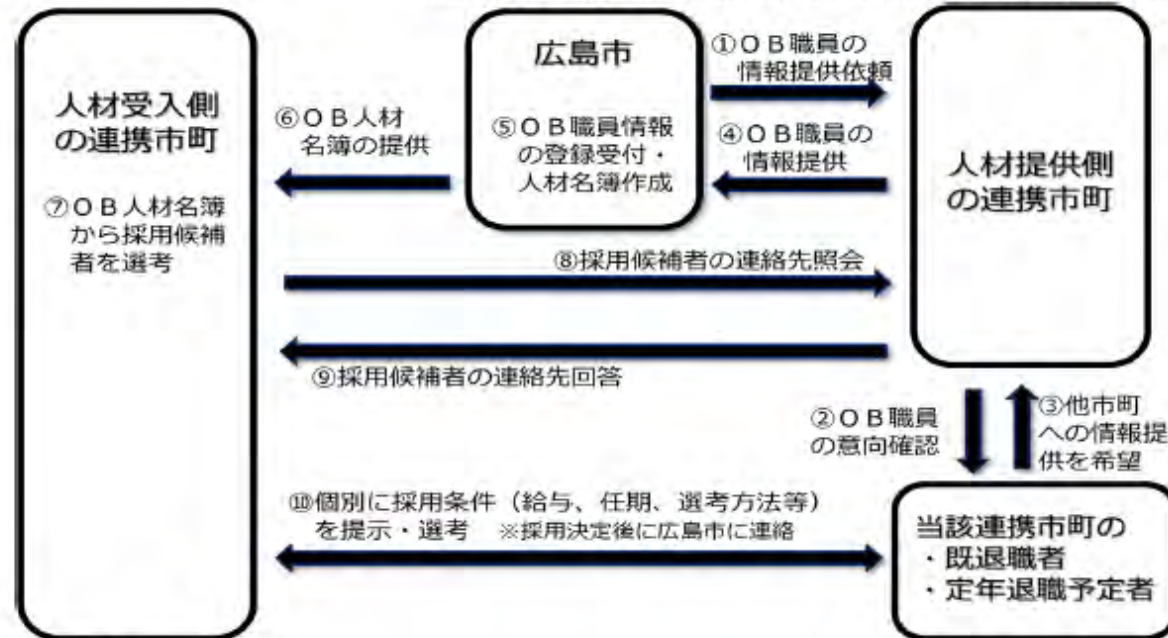 人材受入側
の連携市町
⑦ＯＢ人材名簿
から採用候補
者を選考
⑥ＯＢ人材
名簿の提供
広島市
⑤ＯＢ職員情報
の登録受付・
人材名簿作成
①ＯＢ職員の
情報提供依頼
④ＯＢ職員の
情報提供
人材提供側
の連携市町
⑧採用候補者の連絡先照会
⑨採用候補者の連絡先回答
②ＯＢ職員
の意向確認
③他市町
への情報提
供を希望
⑩個別に採用条件（給与、任期、選考方法等）
を提示・選考　※採用決定後に広島市に連絡
当該連携市町の
・既退職者
・定年退職予定者